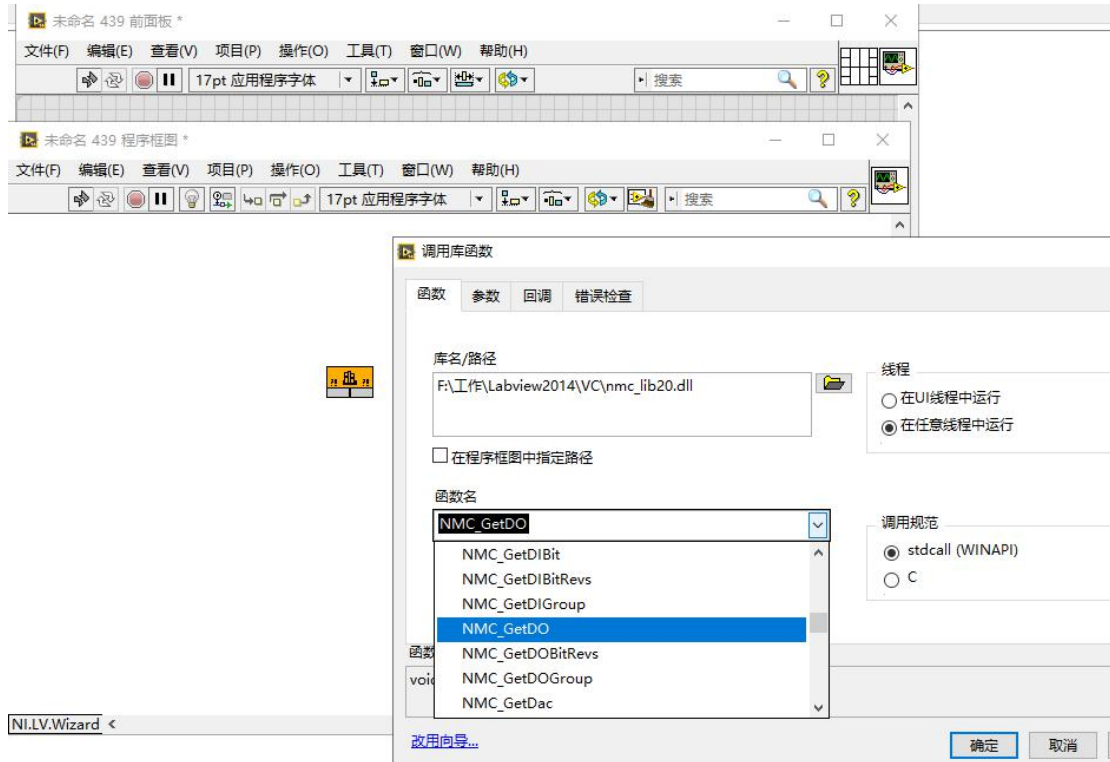 未命名 439 前面板 *
文件(F) 编辑(E) 查看(V) 项目(P) 操作(O) 工具(T) 窗口(W) 帮助(H)
17pt 应用程序字体 搜索
未命名 439 程序框图 *
文件(F) 编辑(E) 查看(V) 项目(P) 操作(O) 工具(T) 窗口(W) 帮助(H)
17pt 应用程序字体 搜索
调用库函数
函数 参数 回调 错误检查
库名/路径
F:\工作\Labview2014\VC\nmc_lib20.dll
线程
在UI线程中运行
在任意线程中运行
在程序框图中指定路径
函数名
NMC_GetDO
调用规范
stdcall (WINAPI)
C
NMC_GetDIBit
NMC_GetDIBitRevs
NMC_GetDIGroup
NMC_GetDO
NMC_GetDOBitRevs
NMC_GetDOGroup
NMC_GetDac
NI.LV.Wizard
改用向导...
确定 取消